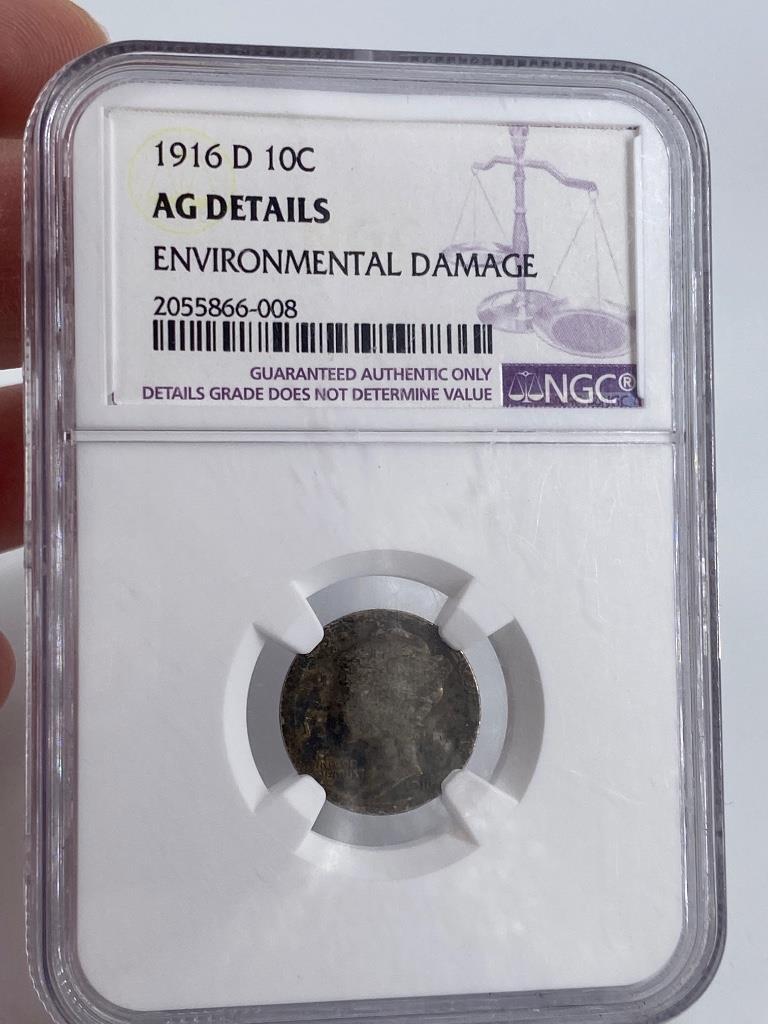 1916 D 10C
AG DETAILS
ENVIRONMENTAL DAMAGE
2055866-008
GUARANTEED AUTHENTIC ONLY
DETAILS GRADE DOES NOT DETERMINE VALUE
NGC®